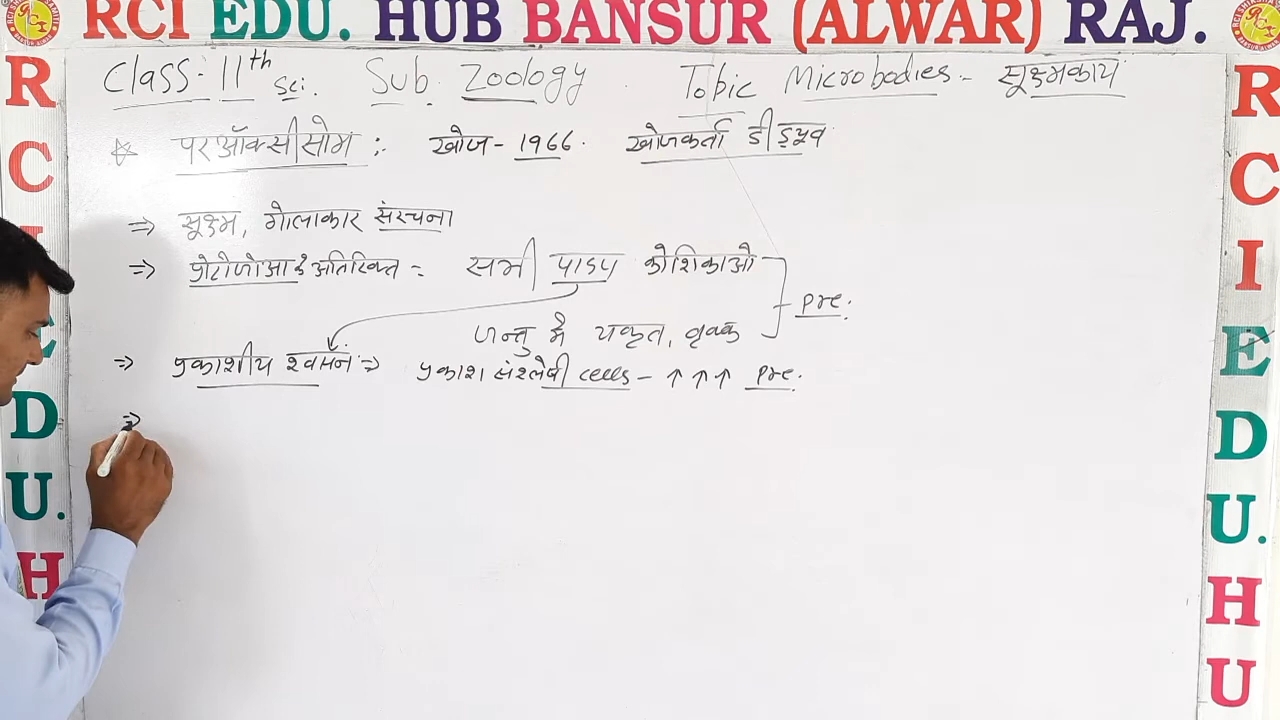 RCI EDU. HUB BANSUR (ALWAR) RAJ.
Class:- 11th Sci. Sub. Zoology Topic Microbodies - सूक्ष्मकाय
परऑक्सीसोम :- खोज - 1966. खोजकर्ता डी ड्यूव
⇒ सूक्ष्म, गोलाकार संरचना
⇒ प्रोटोजोआ के अतिरिक्त = सभी पादप कोशिकाओ
जन्तु मे यकृत, वृक्क
Pre.
⇒ प्रकाशीय श्वसन ⇒ प्रकाश संश्लेषी cells - ↑ ↑ ↑ Pre.
⇒
R
C
I
E
D
U.
H
R
C
I
E
D
U.
H
U